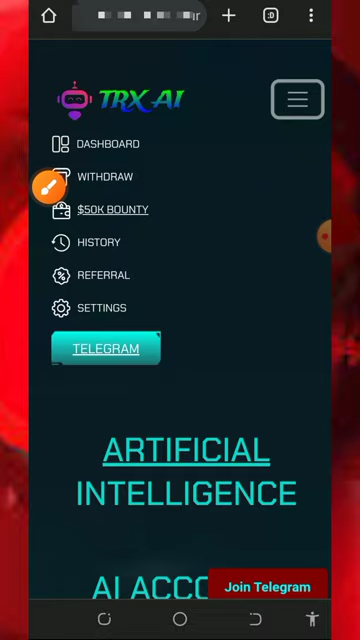 TRX AI
DASHBOARD
WITHDRAW
$50K BOUNTY
HISTORY
REFERRAL
SETTINGS
TELEGRAM
ARTIFICIAL
INTELLIGENCE
Join Telegram